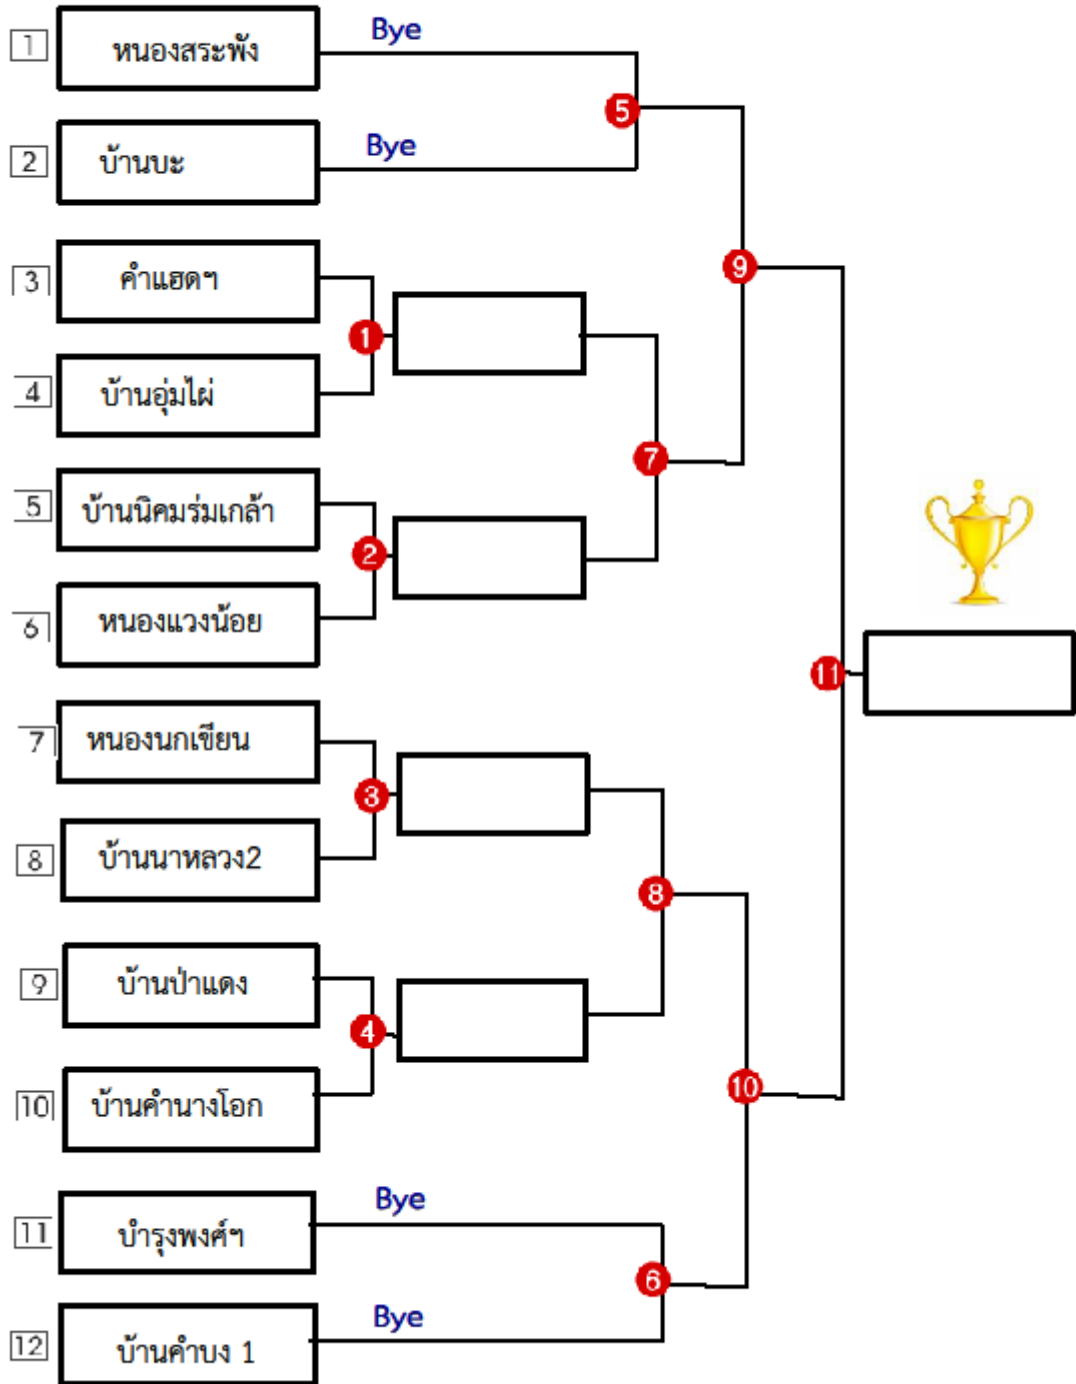 1 หนองสระพัง Bye
5
2 บ้านบะ Bye
3 คำแฮดฯ
9
1
4 บ้านอุ่มไผ่
7
5 บ้านนิคมร่มเกล้า
2
6 หนองแวงน้อย
11
7 หนองนกเขียน
3
8 บ้านนาหลวง2
8
9 บ้านป่าแดง
4
10 บ้านคำนางโอก
10
11 บำรุงพงศ์ฯ Bye
6
12 บ้านคำบง 1 Bye